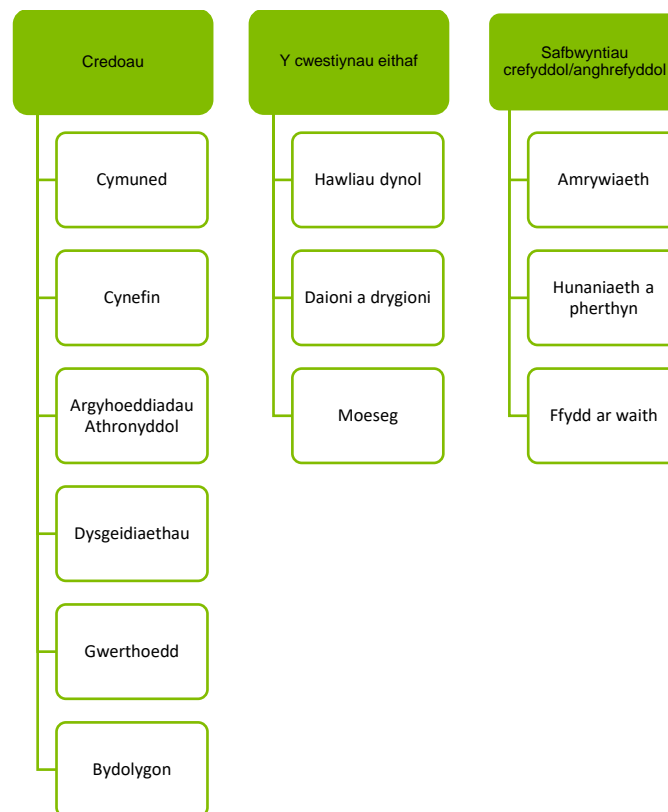 Credoau
Cymuned
Cynefin
Argyhoeddiadau
Athronyddol
Dysgeidiaethau
Gwerthoedd
Bydolygon
Y cwestiynau eithaf
Hawliau dynol
Daioni a drygioni
Moeseg
Safbwyntiau
crefyddol/anghrefyddol
Amrywiaeth
Hunaniaeth a
pherthyn
Ffydd ar waith